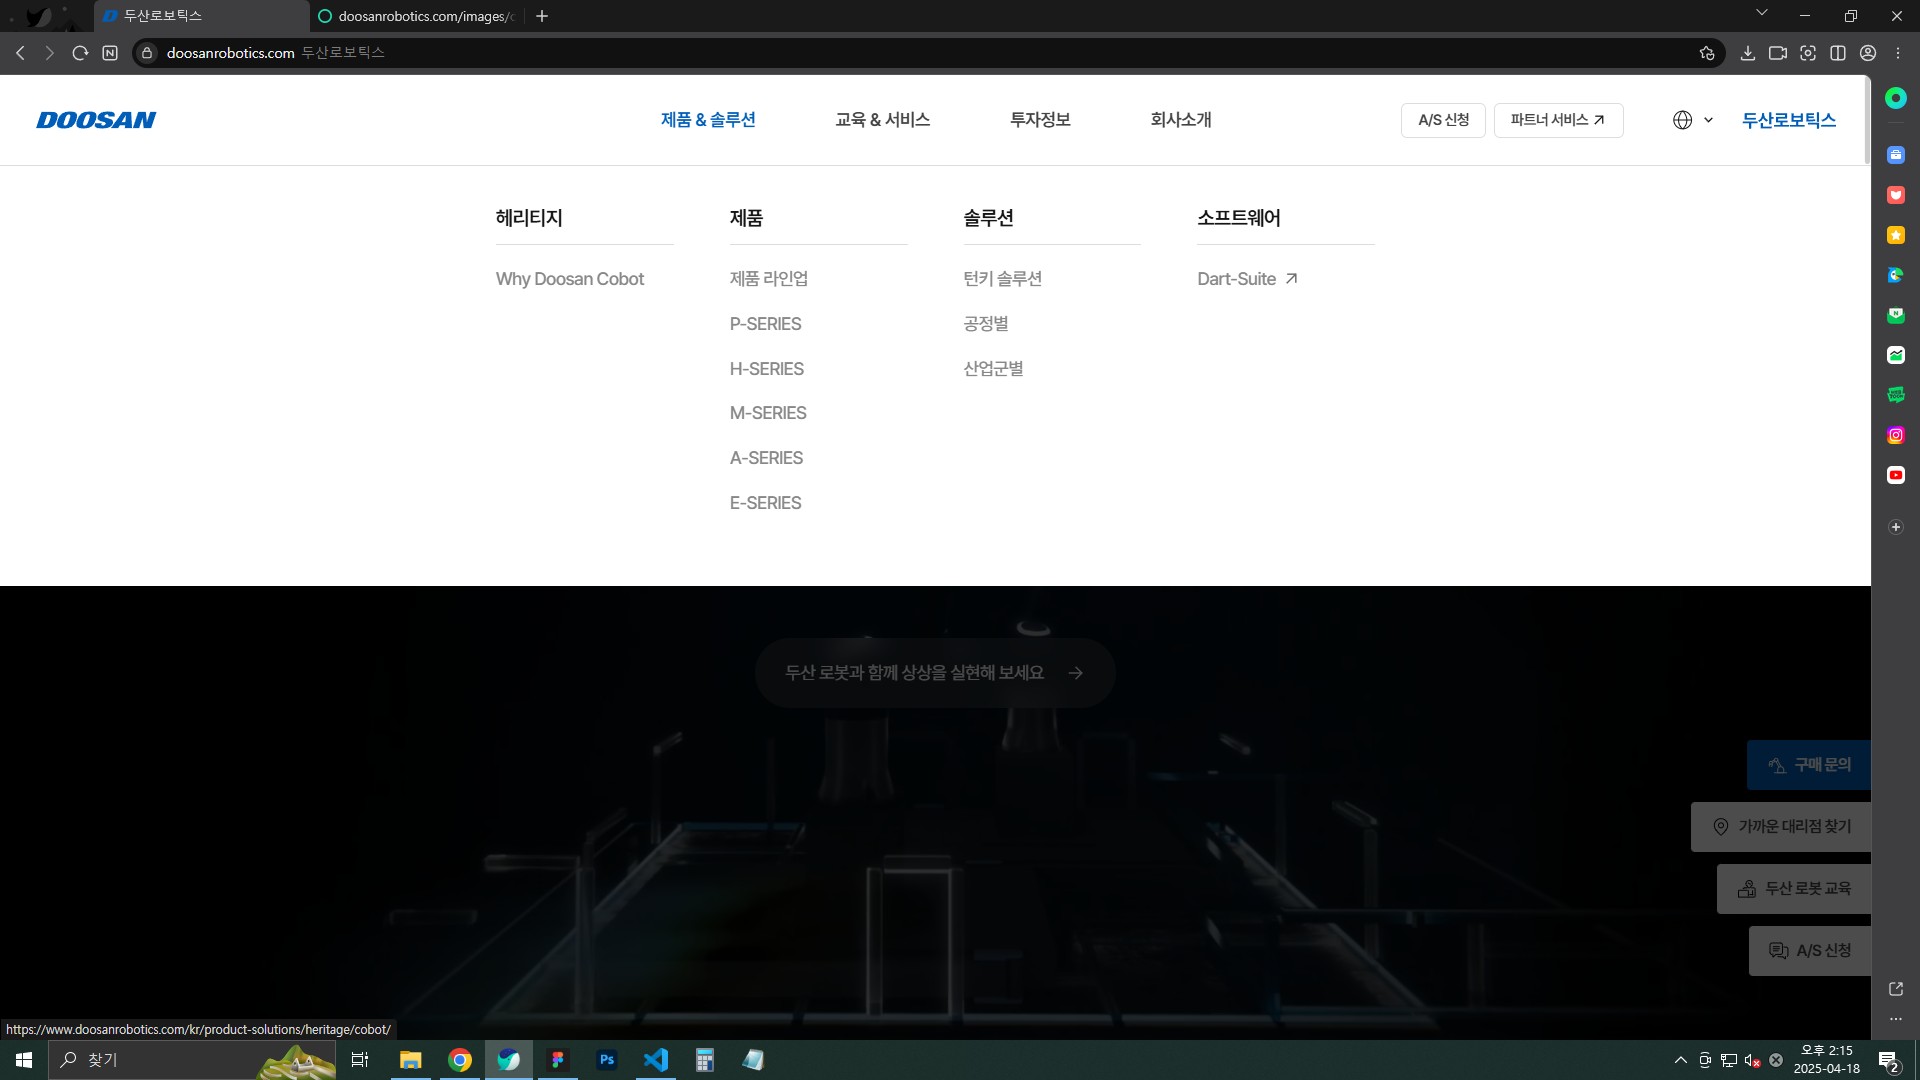 두산로보틱스
doosanrobotics.com/images/
doosanrobotics.com 두산로보틱스
DOOSAN
제품 & 솔루션
교육 & 서비스
투자정보
회사소개
A/S 신청
파트너 서비스
두산로보틱스
헤리티지
Why Doosan Cobot
제품
제품 라인업
P-SERIES
H-SERIES
M-SERIES
A-SERIES
E-SERIES
솔루션
턴키 솔루션
공정별
산업군별
소프트웨어
Dart-Suite
두산 로봇과 함께 상상을 실현해 보세요
구매 문의
가까운 대리점 찾기
두산 로봇 교육
A/S 신청
https://www.doosanrobotics.com/kr/product-solutions/heritage/cobot/
찾기
Ps
오후 2:15
2025-04-18
2